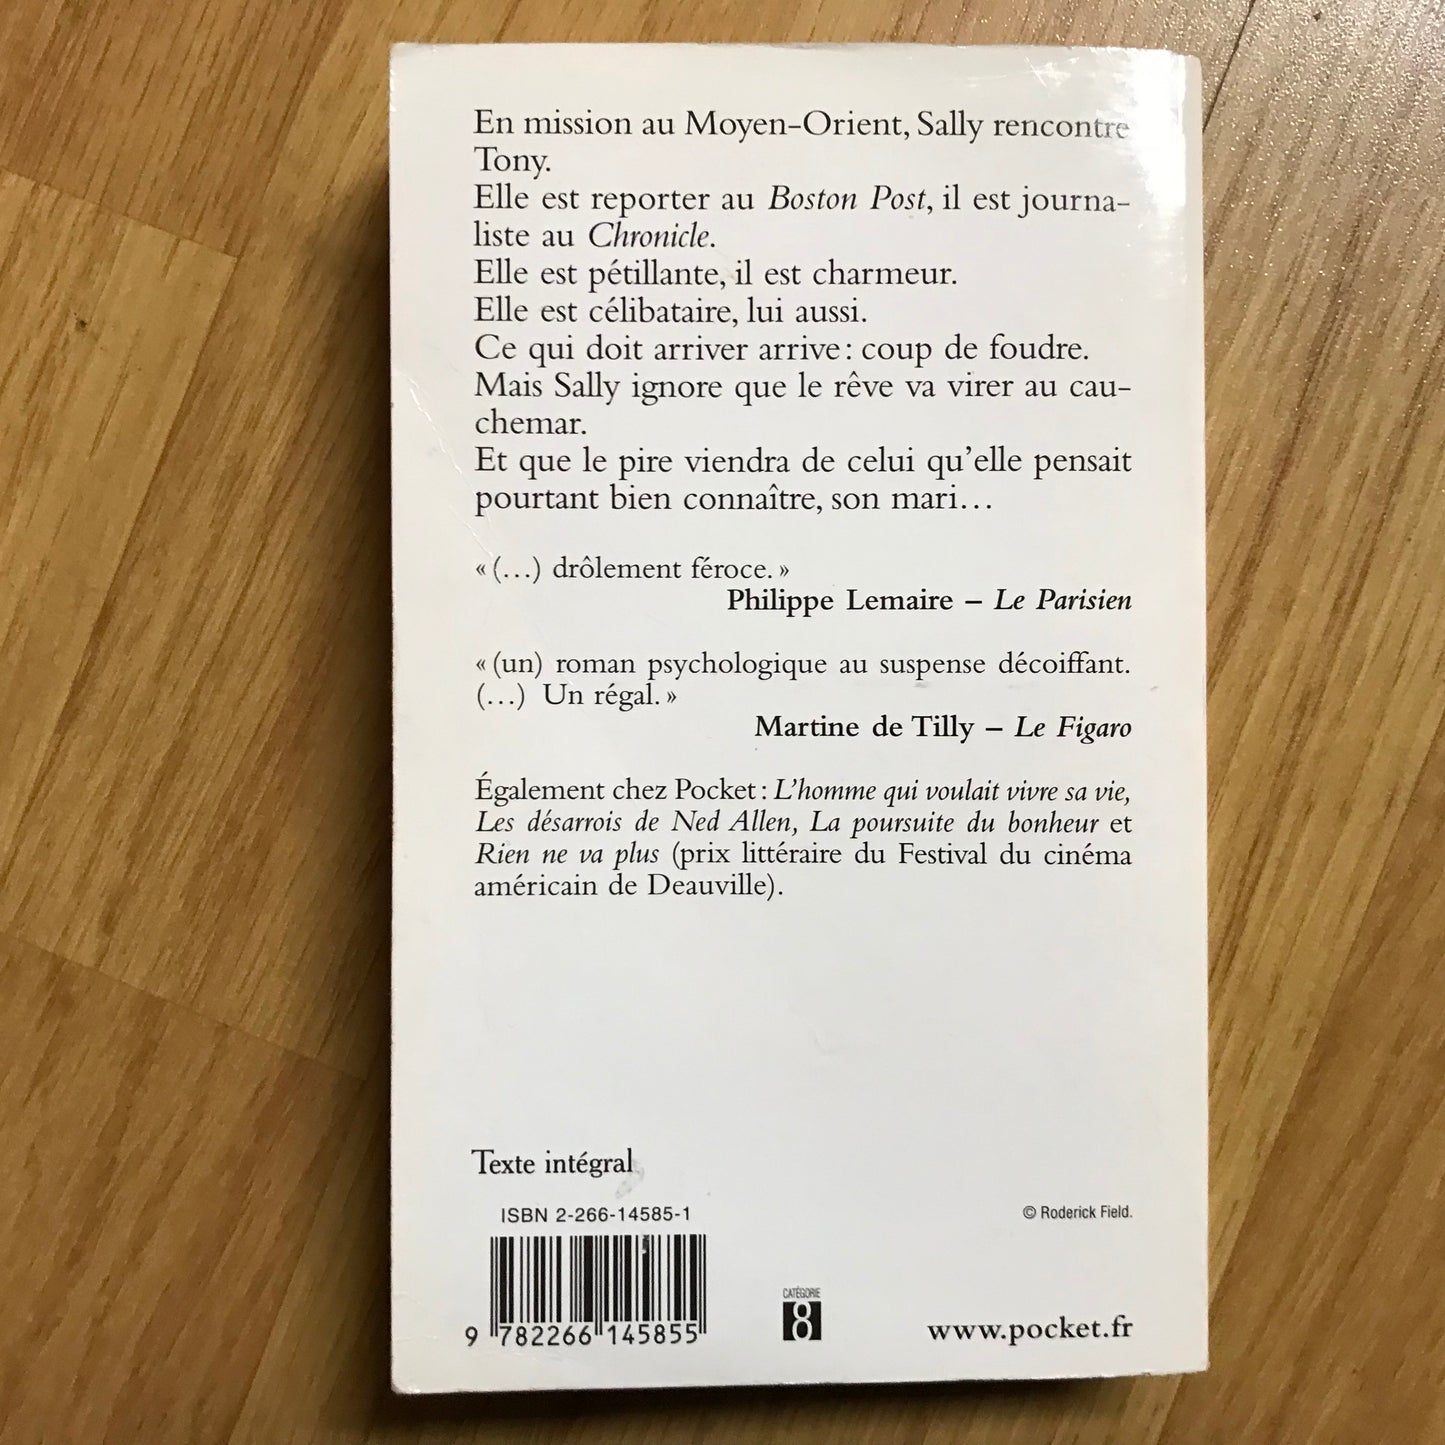 En mission au Moyen-Orient, Sally rencontre
Tony.
Elle est reporter au Boston Post, il est journa-
liste au Chronicle.
Elle est pétillante, il est charmeur.
Elle est célibataire, lui aussi.
Ce qui doit arriver arrive : coup de foudre.
Mais Sally ignore que le rêve va virer au cau-
chemar.
Et que le pire viendra de celui qu'elle pensait
pourtant bien connaître, son mari…
« (…) drôlement féroce. »
Philippe Lemaire – Le Parisien
« (un) roman psychologique au suspense décoiffant.
(…) Un régal. »
Martine de Tilly – Le Figaro
Également chez Pocket : L'homme qui voulait vivre sa vie,
Les désarrois de Ned Allen, La poursuite du bonheur et
Rien ne va plus (prix littéraire du Festival du cinéma
américain de Deauville).
Texte intégral
ISBN 2-266-14585-1
© Roderick Field.
9 782266 145855
CATÉGORIE
8
www.pocket.fr